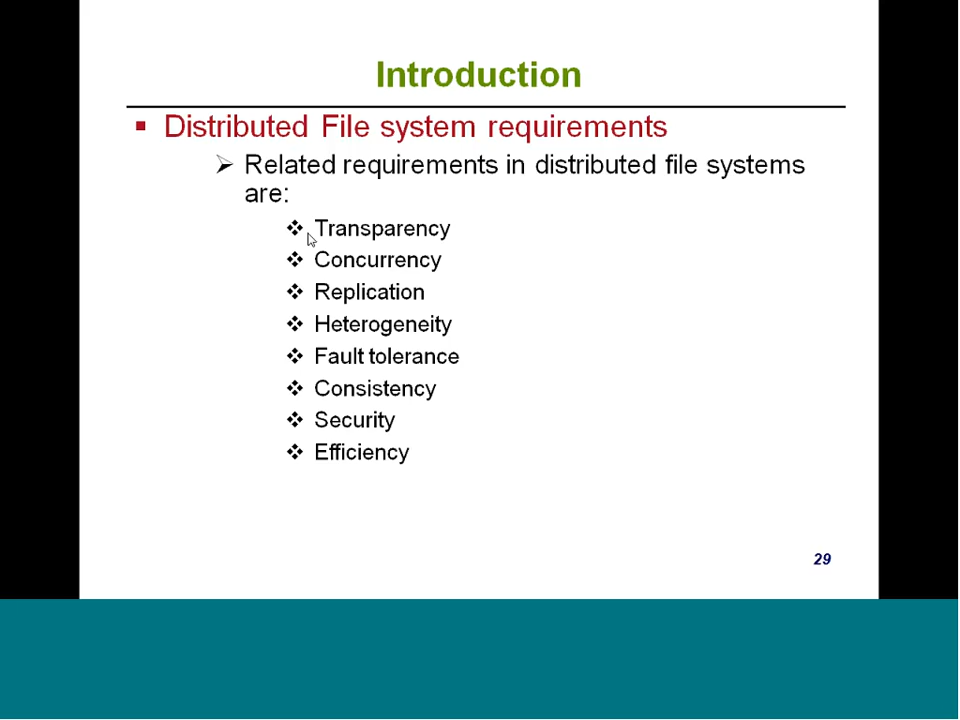 Introduction
Distributed File system requirements
Related requirements in distributed file systems
are:
Transparency
Concurrency
Replication
Heterogeneity
Fault tolerance
Consistency
Security
Efficiency
29